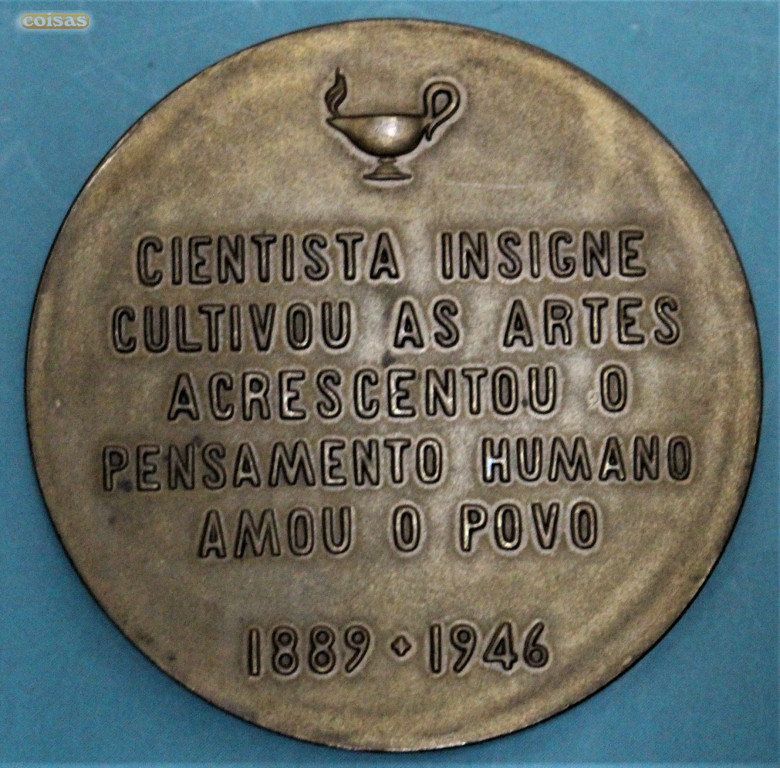 coisas
CIENTISTA INSIGNE
CULTIVOU AS ARTES
ACRESCENTOU O
PENSAMENTO HUMANO
AMOU O POVO
1889 + 1946